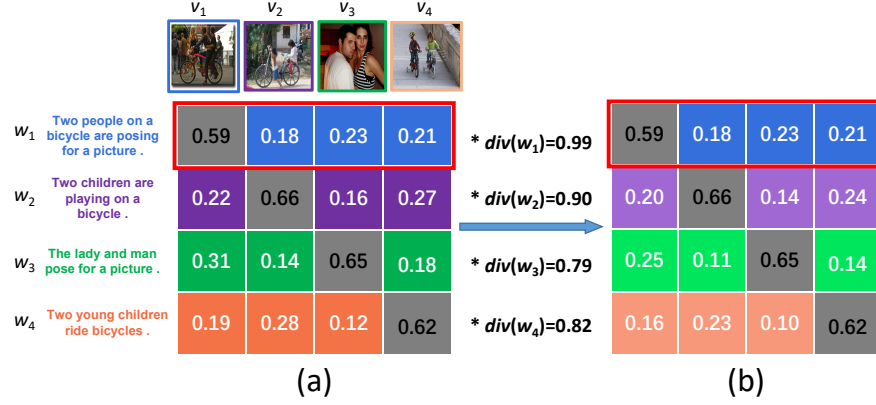 v1 v2 v3 v4
w1 Two people on a
bicycle are posing
for a picture .
0.59 0.18 0.23 0.21
* div(w1)=0.99
0.59 0.18 0.23 0.21
w2 Two children are
playing on a
bicycle .
0.22 0.66 0.16 0.27
* div(w2)=0.90
0.20 0.66 0.14 0.24
w3 The lady and man
pose for a picture .
0.31 0.14 0.65 0.18
* div(w3)=0.79
0.25 0.11 0.65 0.14
w4 Two young children
ride bicycles .
0.19 0.28 0.12 0.62
* div(w4)=0.82
0.16 0.23 0.10 0.62
(a) (b)